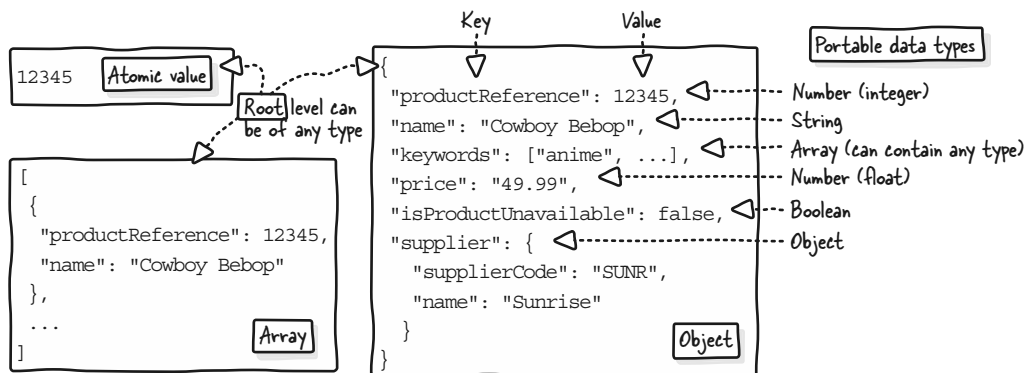 Key
Value
12345
Atomic value
Root level can
be of any type
Portable data types
{
"productReference": 12345,
Number (integer)
"name": "Cowboy Bebop",
String
"keywords": ["anime", ...],
Array (can contain any type)
"price": "49.99",
Number (float)
"isProductUnavailable": false,
Boolean
"supplier": {
Object
"supplierCode": "SUNR",
"name": "Sunrise"
}
}
Object
[
{
"productReference": 12345,
"name": "Cowboy Bebop"
},
...
]
Array